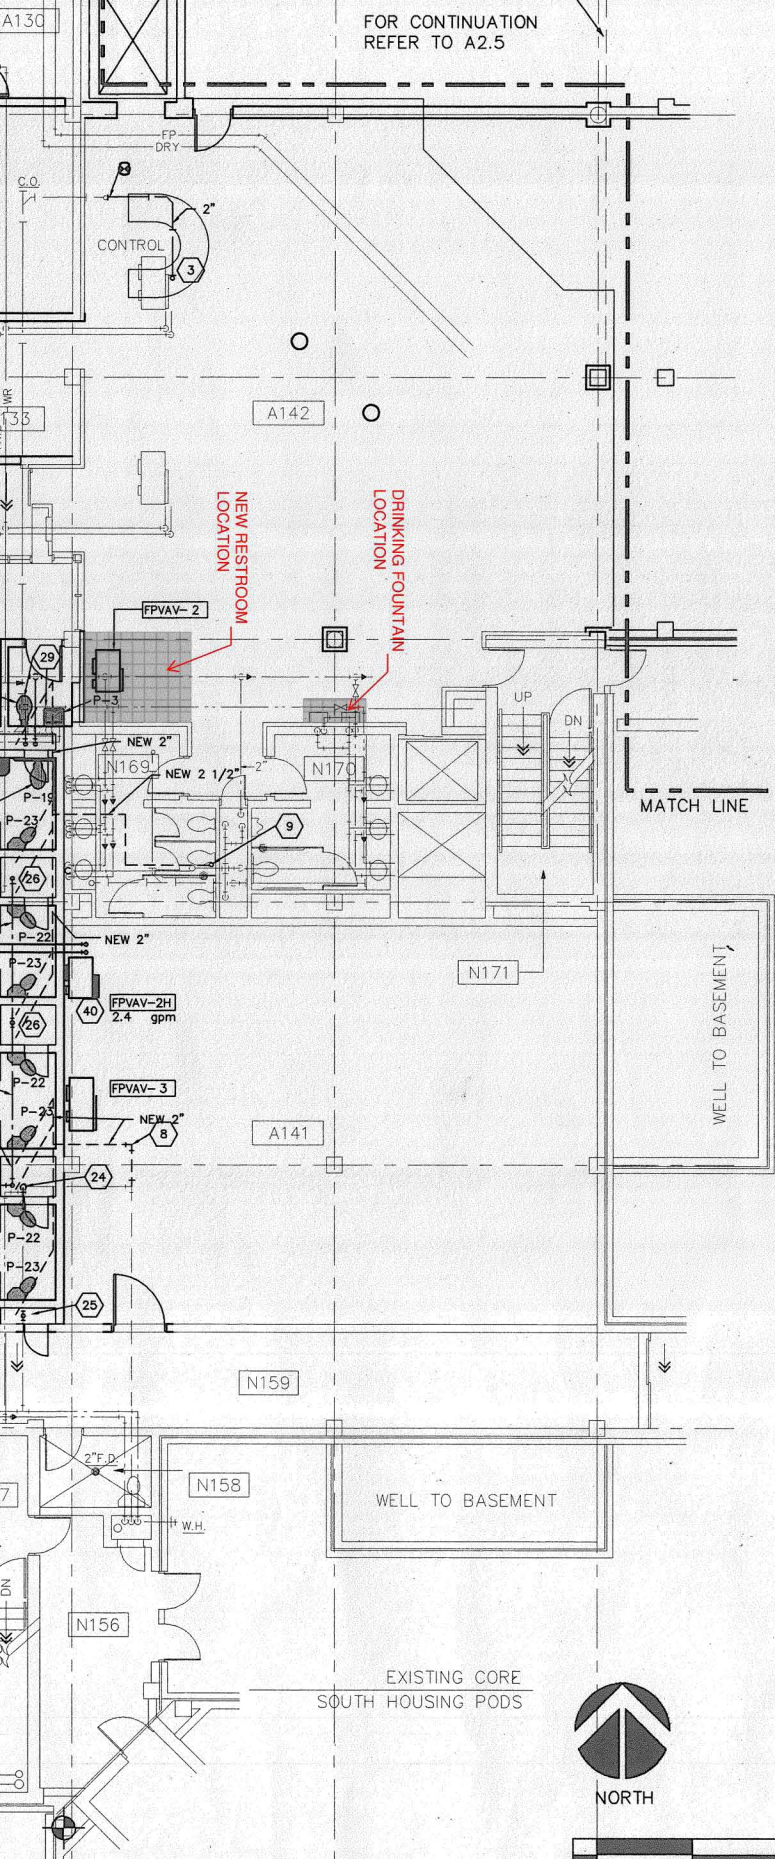 A130
FOR CONTINUATION
REFER TO A2.5
FP
DRY
C.O.
2"
CONTROL
3
WR
133
A142
NEW RESTROOM
LOCATION
DRINKING FOUNTAIN
LOCATION
FPVAV- 2
29
P-3
UP
DN
NEW 2"
N169
NEW 2 1/2"
2"
N170
MATCH LINE
P-19
P-23
9
26
P-22
NEW 2"
P-23
N171
WELL TO BASEMENT
40
FPVAV-2H
2.4 gpm
26
P-22
FPVAV- 3
P-23
NEW 2"
8
A141
24
P-22
P-23
25
N159
2"F.D.
N158
7
WELL TO BASEMENT
W.H.
DN
N156
EXISTING CORE
SOUTH HOUSING PODS
NORTH